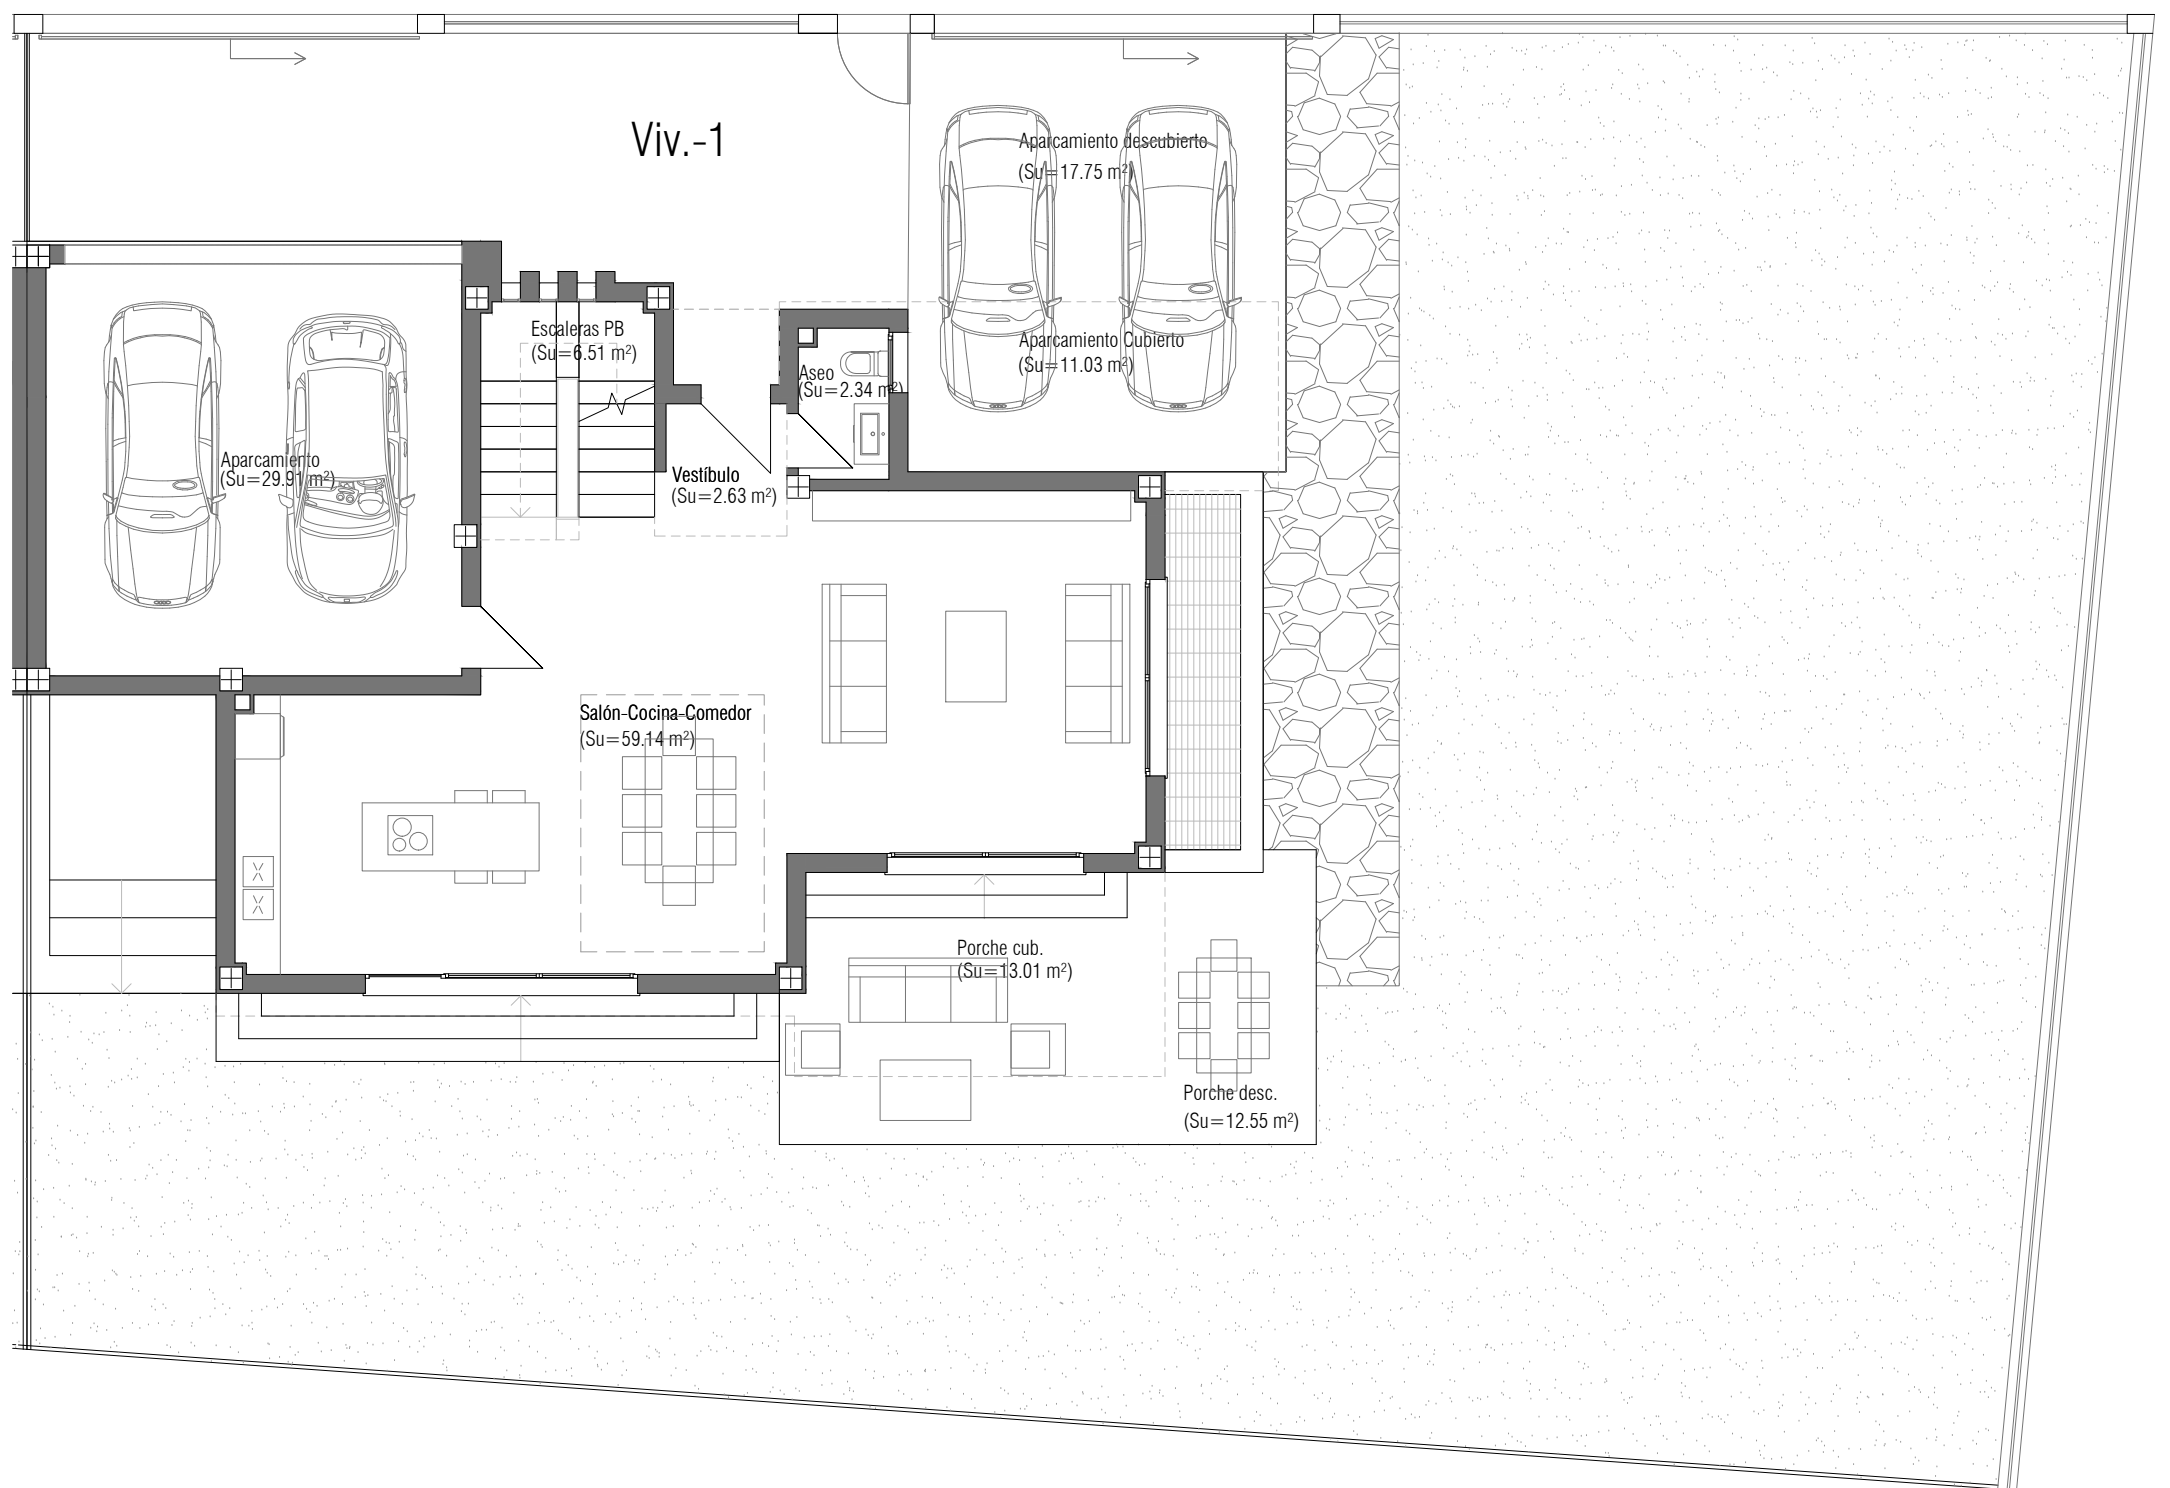 Viv.-1
Aparcamiento descubierto
(Su=17.75 m²)
Escaleras PB
(Su=6.51 m²)
Aparcamiento Cubierto
(Su=11.03 m²)
Aseo
(Su=2.34 m²)
Aparcamiento
(Su=29.91 m²)
Vestíbulo
(Su=2.63 m²)
Salón-Cocina-Comedor
(Su=59.14 m²)
Porche cub.
(Su=13.01 m²)
Porche desc.
(Su=12.55 m²)